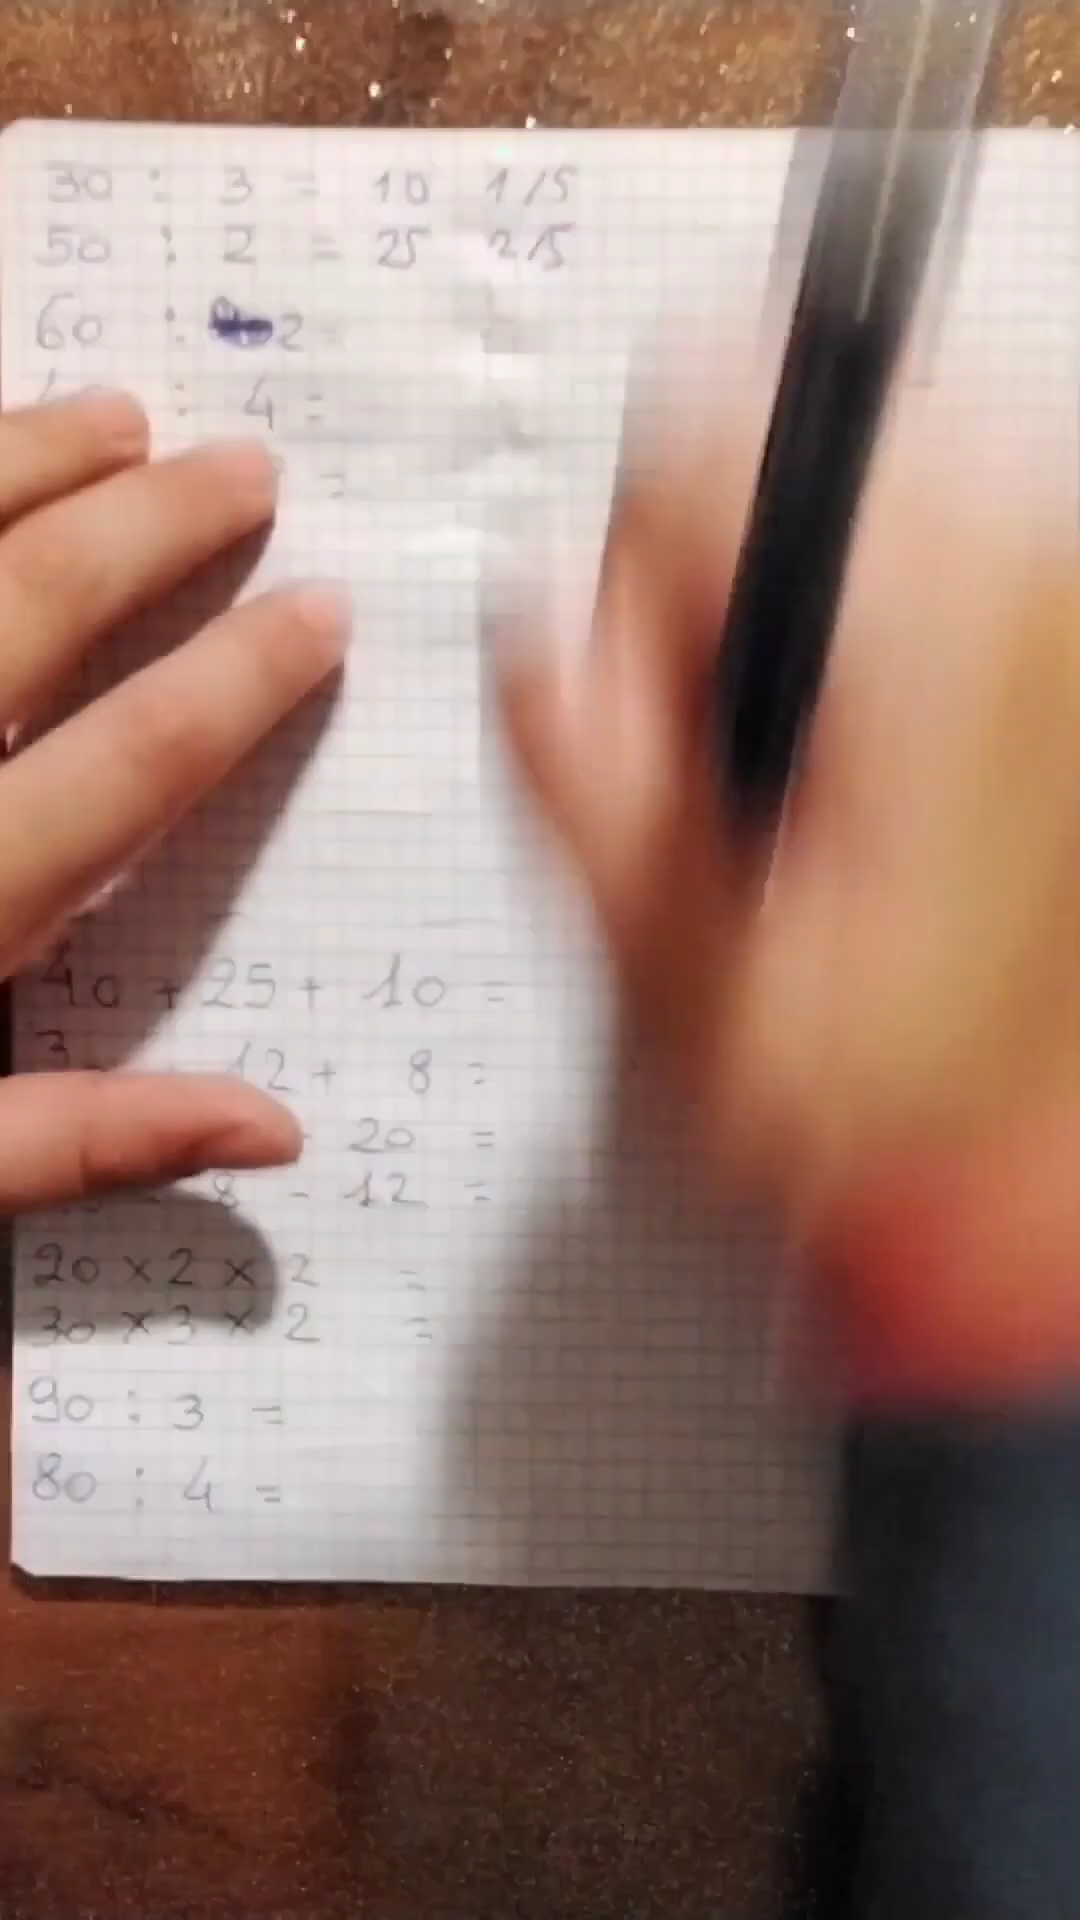 30 : 3 = 10 1/5
50 : 2 = 25 2/5
60 : 2 =
: 4 =
=
40 + 25 + 10 =
3 12 + 8 =
20 =
8 - 12 =
20 x 2 x 2 =
30 x 3 x 2 =
90 : 3 =
80 : 4 =